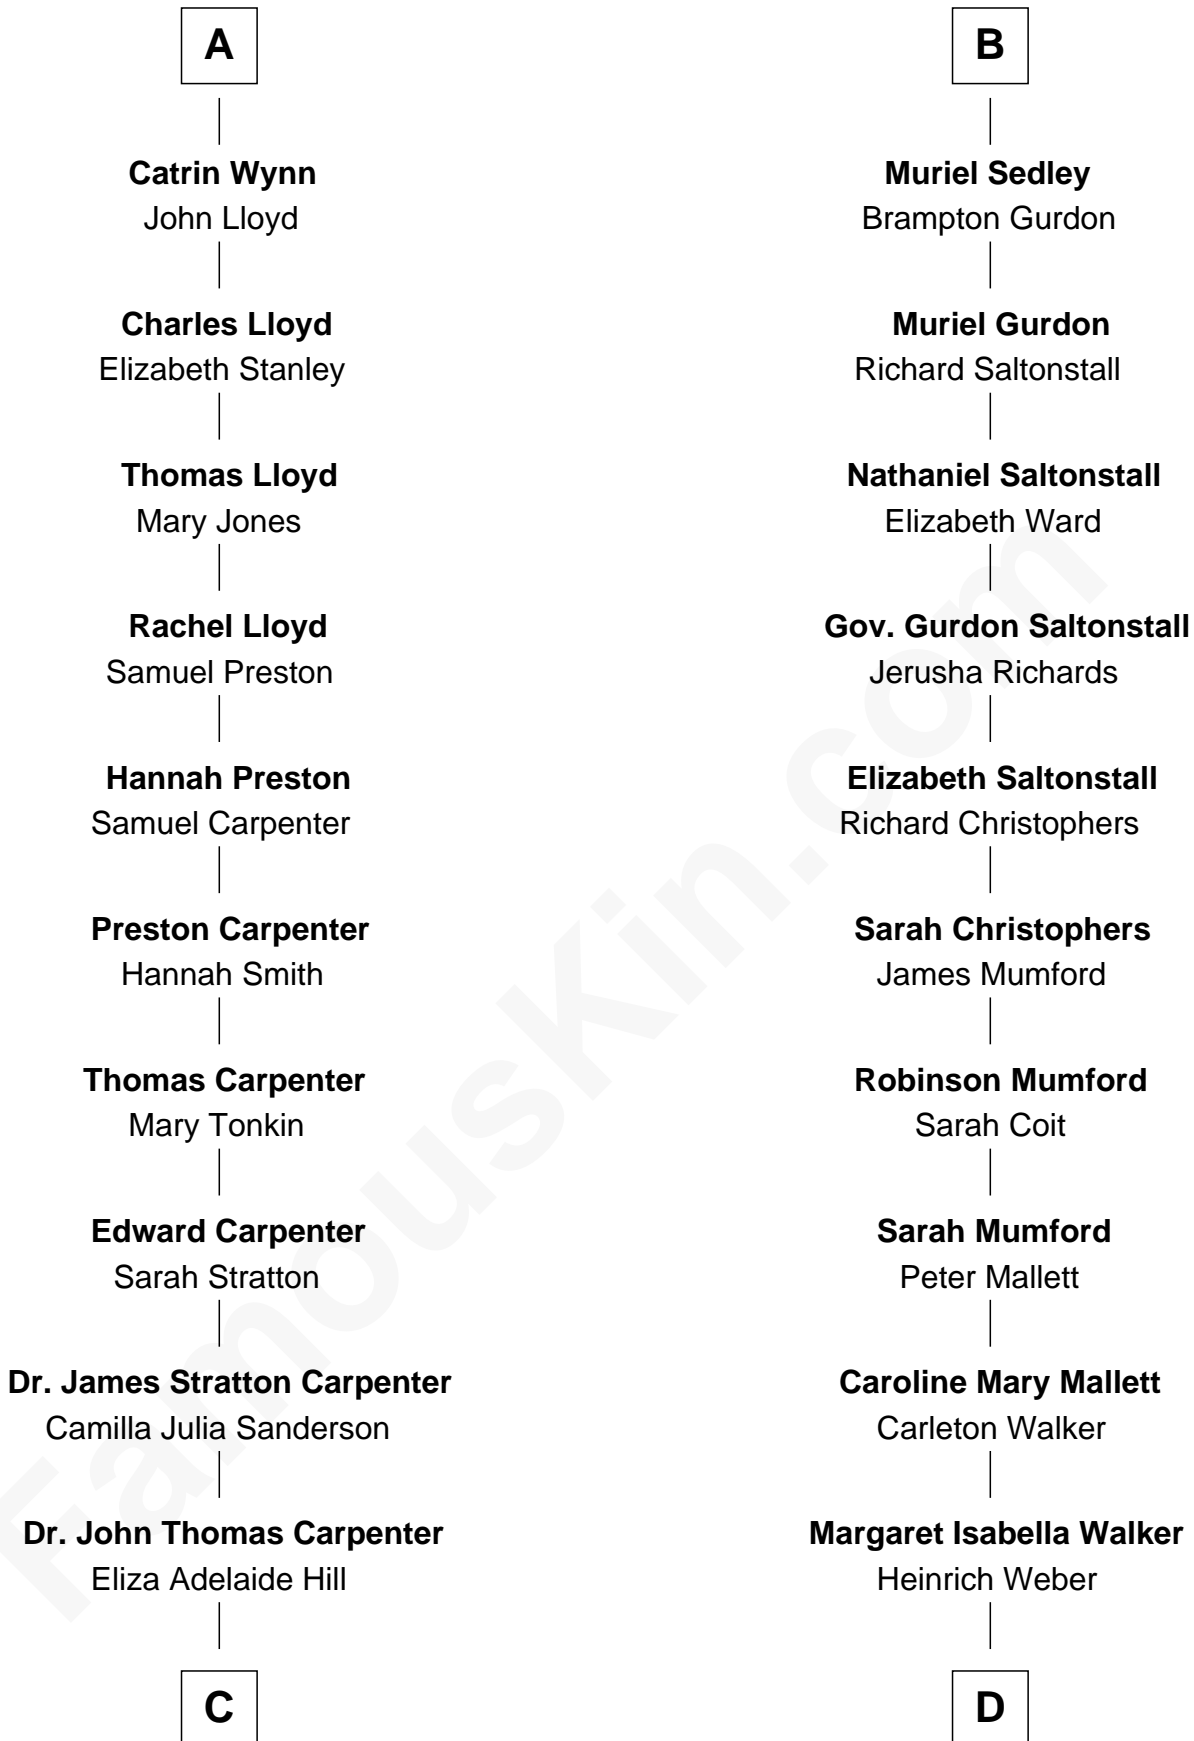 A
Catrin Wynn
John Lloyd
Charles Lloyd
Elizabeth Stanley
Thomas Lloyd
Mary Jones
Rachel Lloyd
Samuel Preston
Hannah Preston
Samuel Carpenter
Preston Carpenter
Hannah Smith
Thomas Carpenter
Mary Tonkin
Edward Carpenter
Sarah Stratton
Dr. James Stratton Carpenter
Camilla Julia Sanderson
Dr. John Thomas Carpenter
Eliza Adelaide Hill
C
B
Muriel Sedley
Brampton Gurdon
Muriel Gurdon
Richard Saltonstall
Nathaniel Saltonstall
Elizabeth Ward
Gov. Gurdon Saltonstall
Jerusha Richards
Elizabeth Saltonstall
Richard Christophers
Sarah Christophers
James Mumford
Robinson Mumford
Sarah Coit
Sarah Mumford
Peter Mallett
Caroline Mary Mallett
Carleton Walker
Margaret Isabella Walker
Heinrich Weber
D
FamousKin.com